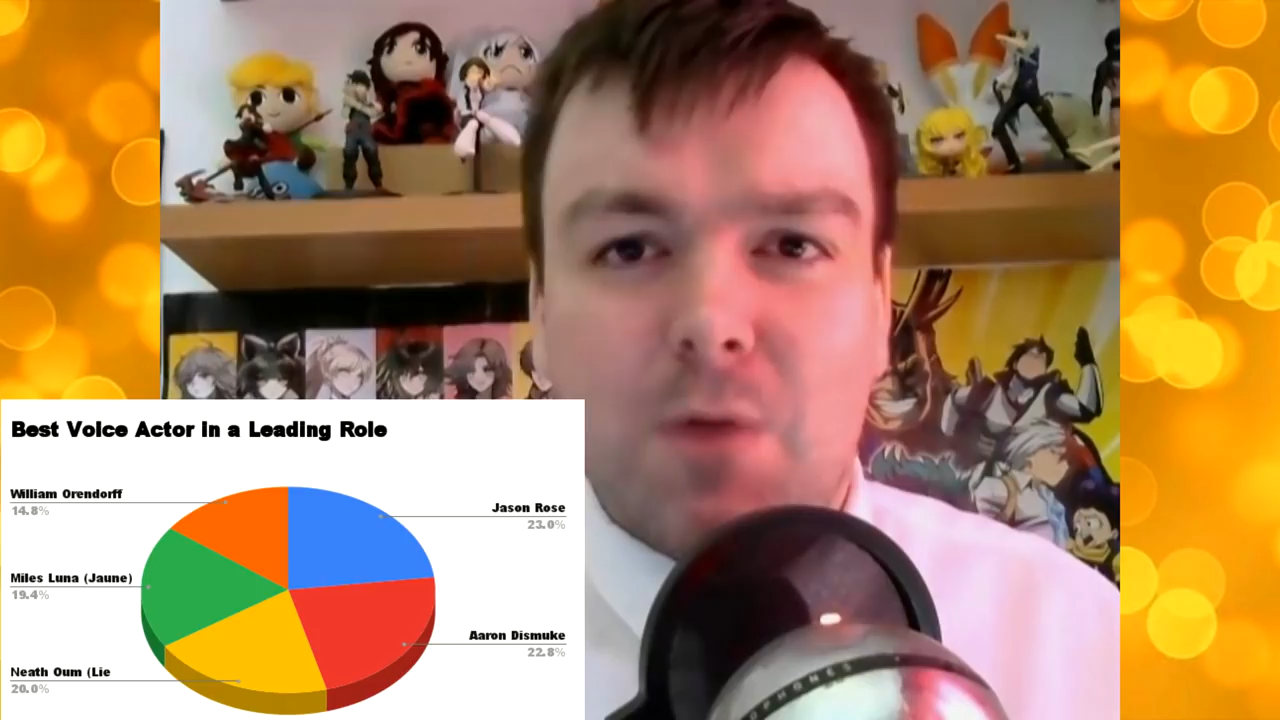 Best Voice Actor in a Leading Role
William Orendorff
14.8%
Jason Rose
23.0%
Miles Luna (Jaune)
19.4%
Aaron Dismuke
22.8%
Neath Oum (Lie
20.0%
OPHONES